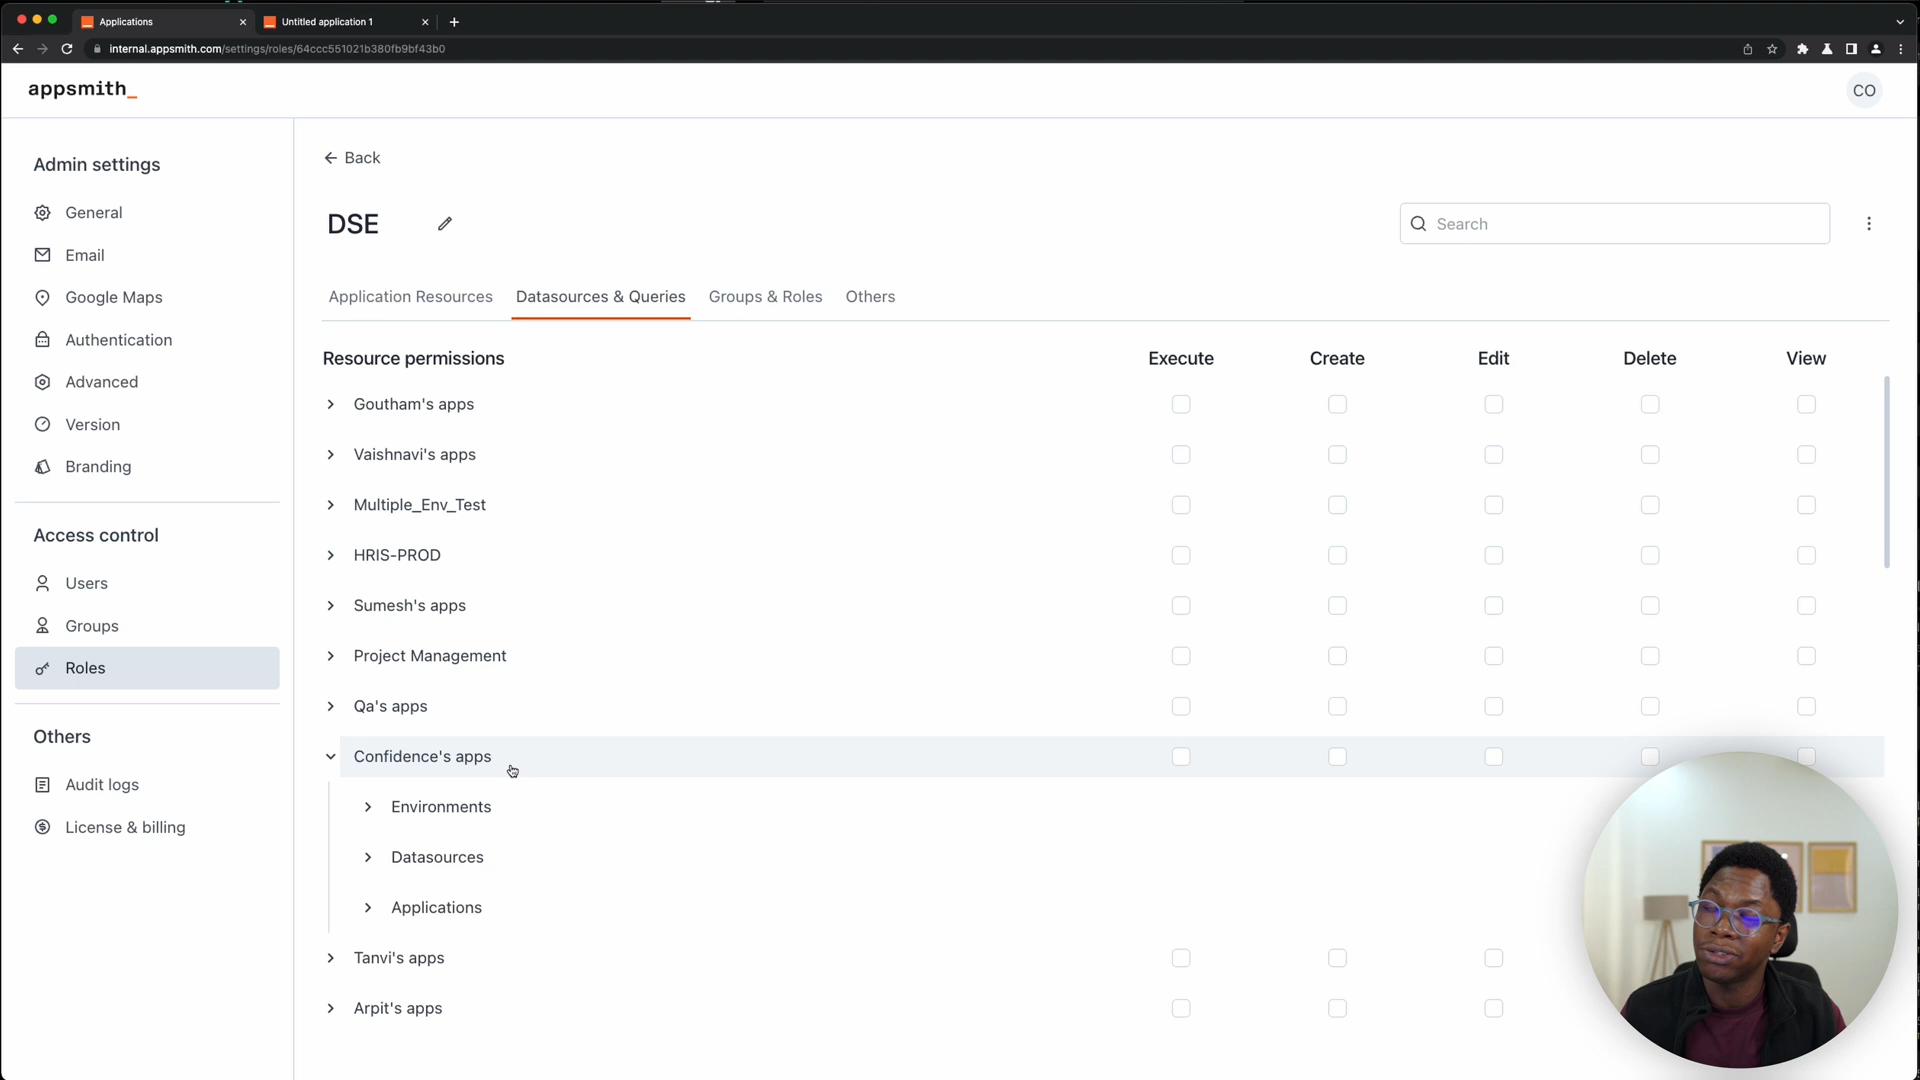 Applications
Untitled application 1
internal.appsmith.com/settings/roles/64ccc551021b380fb9bf43b0
appsmith_
CO
Admin settings
General
Email
Google Maps
Authentication
Advanced
Version
Branding
Access control
Users
Groups
Roles
Others
Audit logs
License & billing
Back
DSE
Search
Application Resources Datasources & Queries Groups & Roles Others
Resource permissions Execute Create Edit Delete View
Goutham's apps
Vaishnavi's apps
Multiple_Env_Test
HRIS-PROD
Sumesh's apps
Project Management
Qa's apps
Confidence's apps
Environments
Datasources
Applications
Tanvi's apps
Arpit's apps